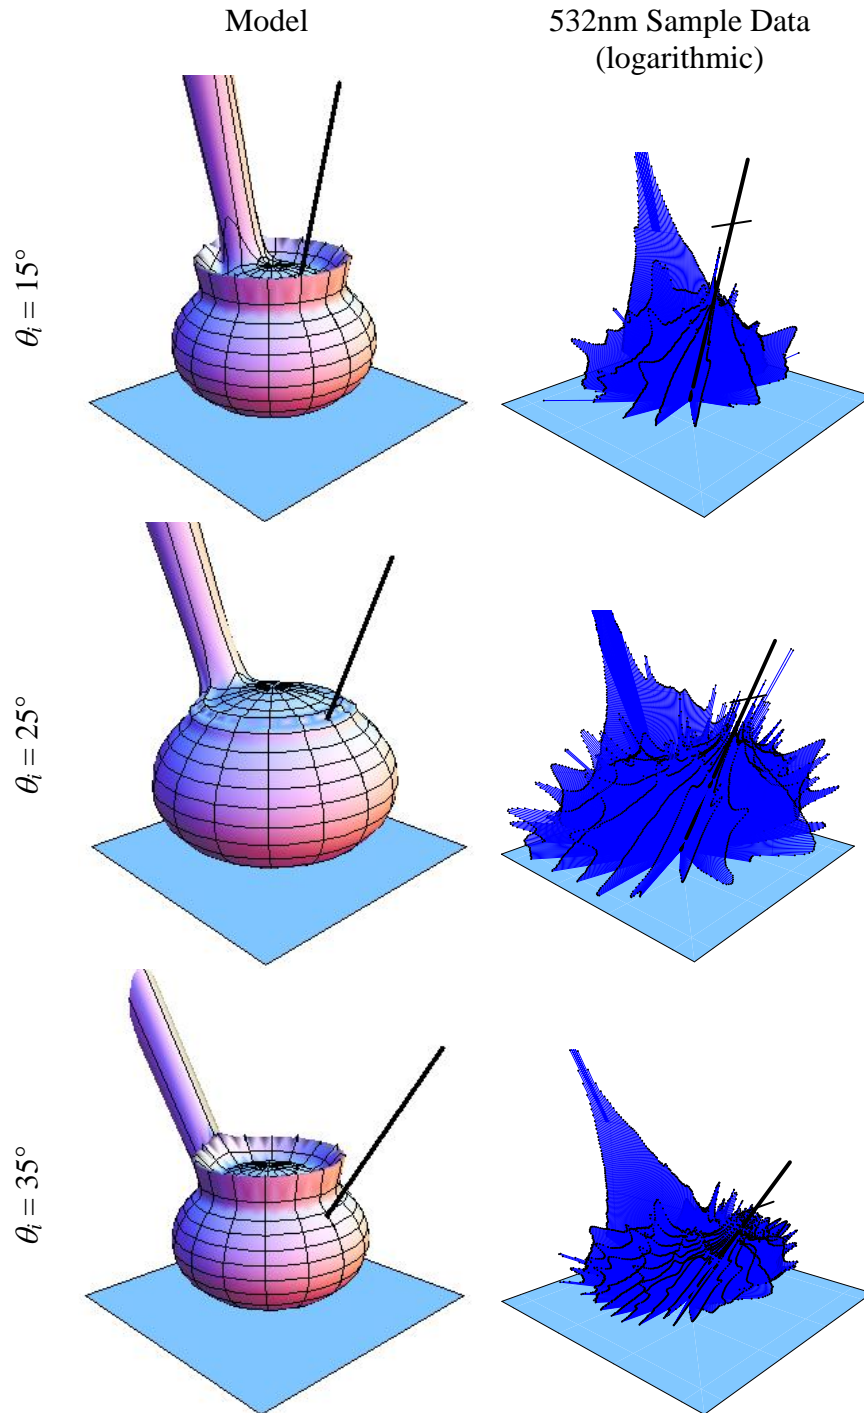 Model
532nm Sample Data
(logarithmic)
θi = 15°
θi = 25°
θi = 35°